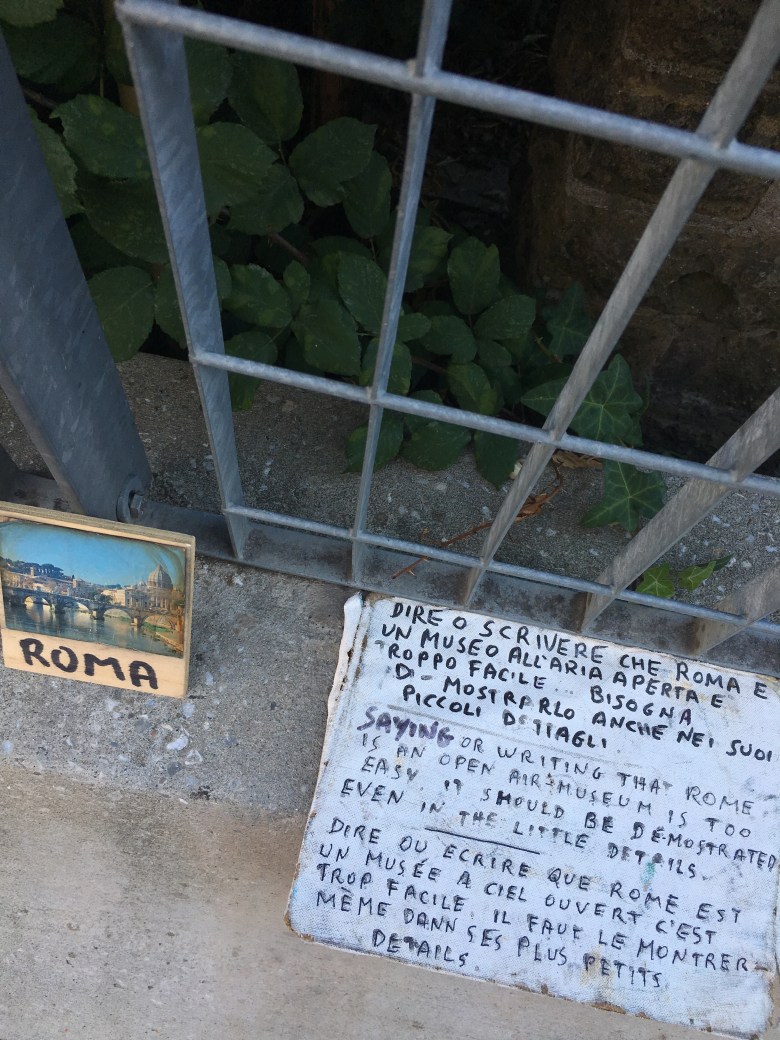 ROMA
DIRE O SCRIVERE CHE ROMA E
UN MUSEO ALL'ARIA APERTA E
TROPPO FACILE... BISOGNA
DI-MOSTRARLO ANCHE NEI SUOI
PICCOLI DETTAGLI
SAYING OR WRITING THAT ROME
IS AN OPEN AIR-MUSEUM IS TOO
EASY. IT SHOULD BE DEMOSTRATED
EVEN IN THE LITTLE DETAILS.
DIRE OU ECRIRE QUE ROME EST
UN MUSÉE A CIEL OUVERT C'EST
TROP FACILE. IL FAUT LE MONTRER-
MÊME DANN SES PLUS PETITS
DETAILS.